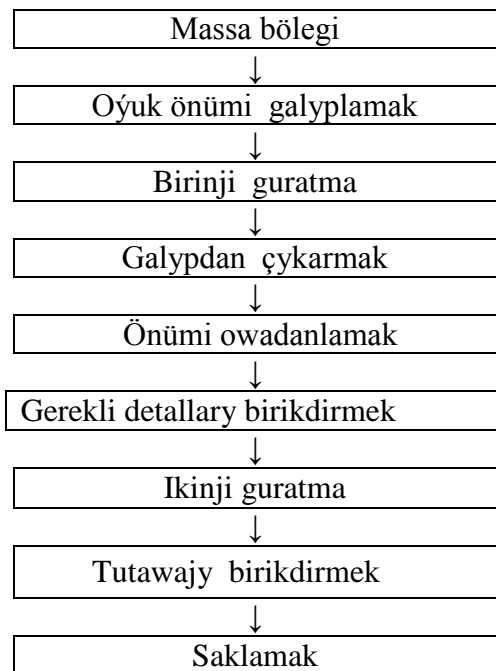 Massa bölegi
↓
Oýuk önümi galyplamak
↓
Birinji guratma
↓
Galypdan çykarmak
↓
Önümi owadanlamak
↓
Gerekli detallary birikdirmek
↓
Ikinji guratma
↓
Tutawajy birikdirmek
↓
Saklamak